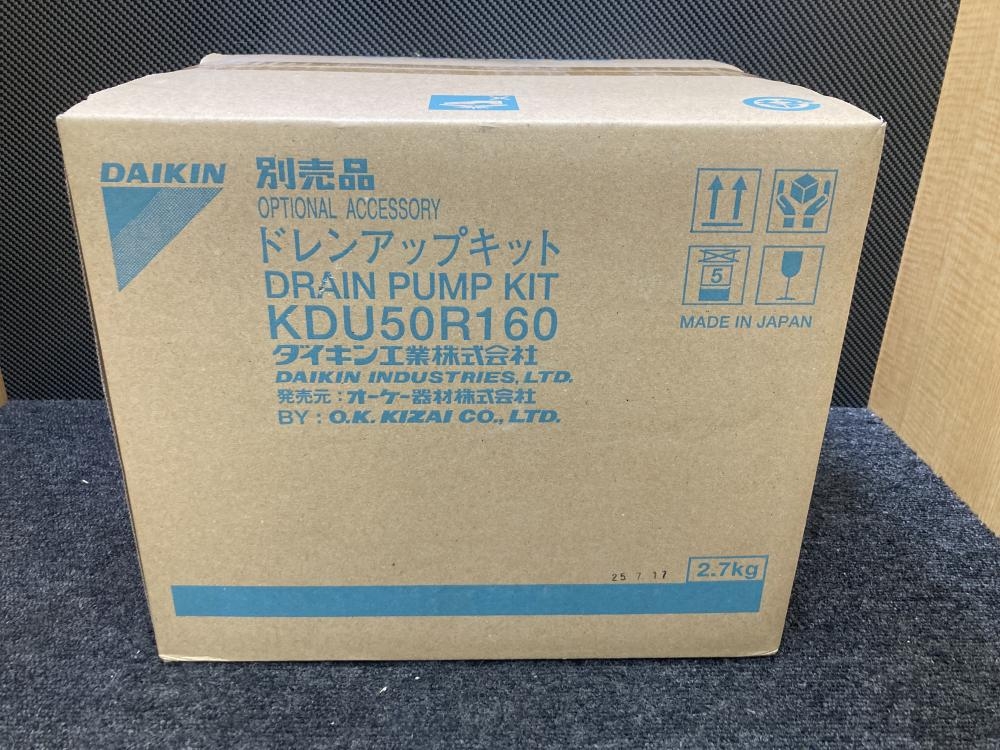 DAIKIN
別売品
OPTIONAL ACCESSORY
ドレンアップキット
DRAIN PUMP KIT
KDU50R160
ダイキン工業株式会社
DAIKIN INDUSTRIES, LTD.
発売元：オーケー器材株式会社
BY : O.K. KIZAI CO., LTD.
5
MADE IN JAPAN
25 7 17
2.7kg